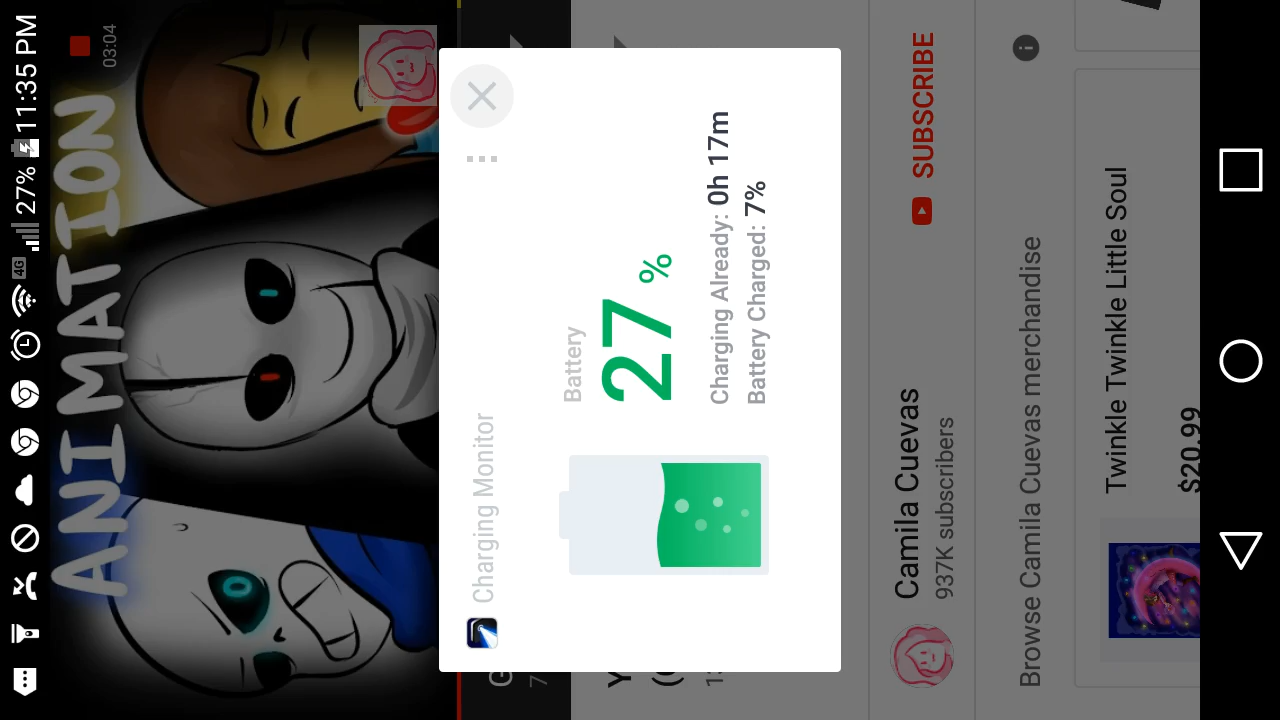 27% 11:35 PM
4G
03:04
ANIMATION
Charging Monitor
Battery
27 %
Charging Already: 0h 17m
Battery Charged: 7%
G
7
Y
(
Camila Cuevas
937K subscribers
SUBSCRIBE
Browse Camila Cuevas merchandise
Twinkle Twinkle Little Soul
$20.99